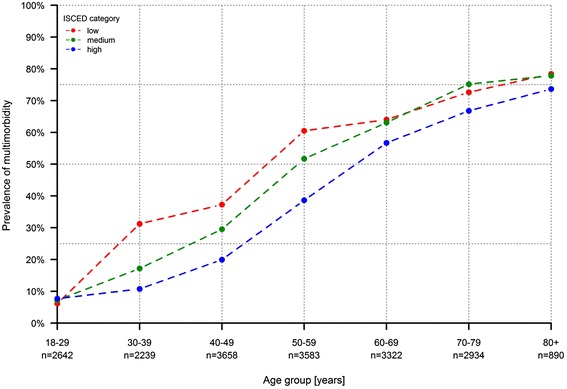 ISCED category
low
medium
high
100%
90%
80%
70%
60%
50%
40%
30%
20%
10%
0%
Prevalence of multimorbidity
18-29 30-39 40-49 50-59 60-69 70-79 80+
n=2642 n=2239 n=3658 n=3583 n=3322 n=2934 n=890
Age group [years]